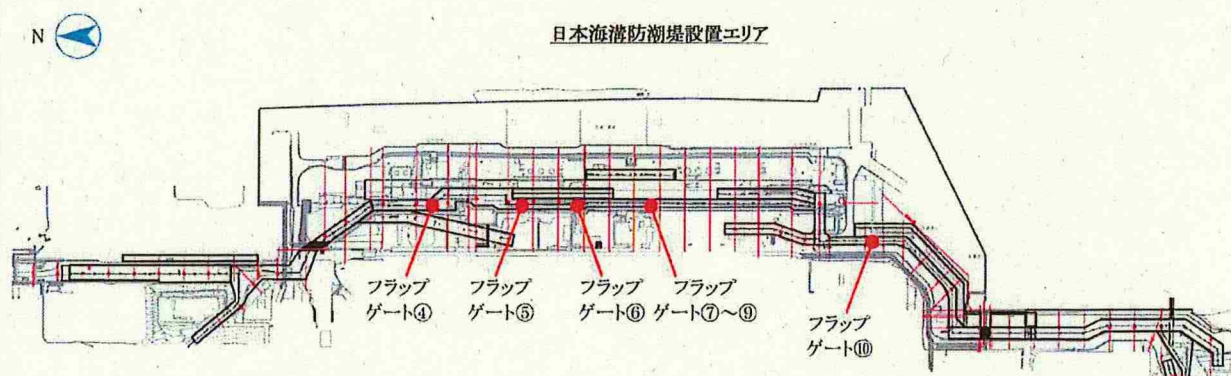 N
日本海溝防潮堤設置エリア
フラップ
ゲート④
フラップ
ゲート⑤
フラップ
ゲート⑥
フラップ
ゲート⑦～⑨
フラップ
ゲート⑩